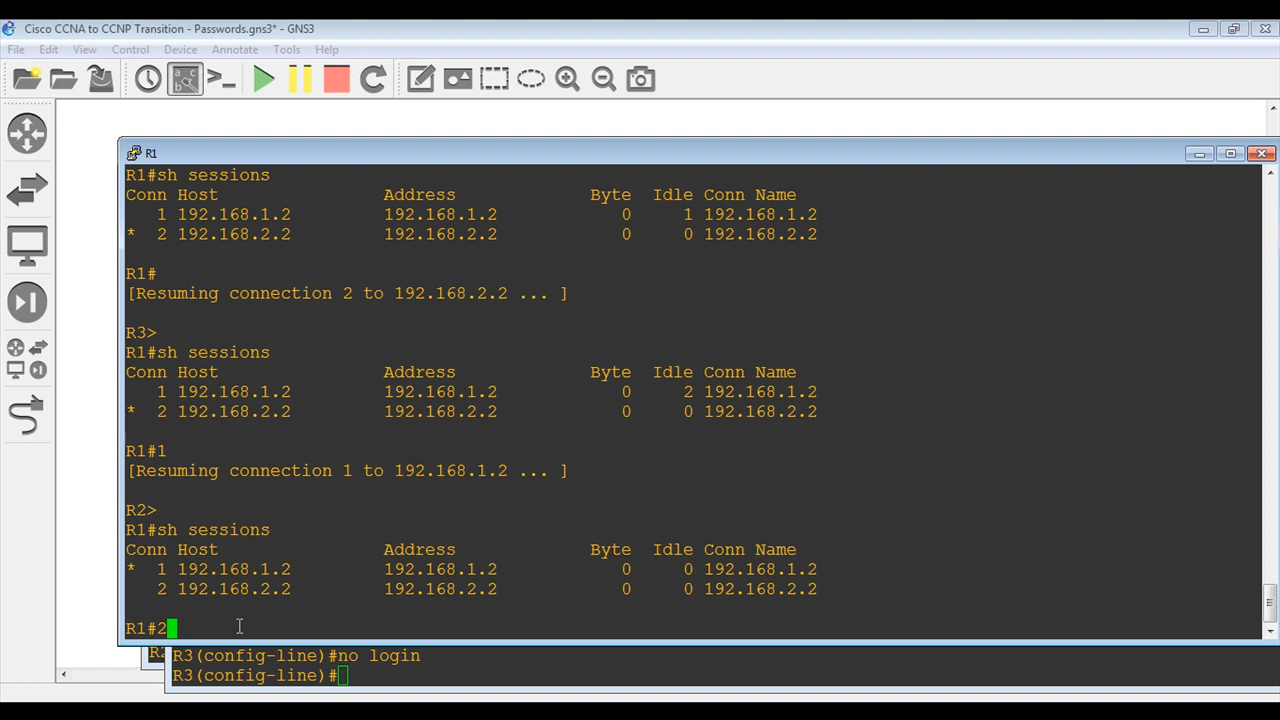 Cisco CCNA to CCNP Transition - Passwords.gns3* - GNS3
File Edit View Control Device Annotate Tools Help
R1
R1#sh sessions
Conn Host Address Byte Idle Conn Name
1 192.168.1.2 192.168.1.2 0 1 192.168.1.2
* 2 192.168.2.2 192.168.2.2 0 0 192.168.2.2
R1#
[Resuming connection 2 to 192.168.2.2 ... ]
R3>
R1#sh sessions
Conn Host Address Byte Idle Conn Name
1 192.168.1.2 192.168.1.2 0 2 192.168.1.2
* 2 192.168.2.2 192.168.2.2 0 0 192.168.2.2
R1#1
[Resuming connection 1 to 192.168.1.2 ... ]
R2>
R1#sh sessions
Conn Host Address Byte Idle Conn Name
* 1 192.168.1.2 192.168.1.2 0 0 192.168.1.2
2 192.168.2.2 192.168.2.2 0 0 192.168.2.2
R1#2
R3(config-line)#no login
R3(config-line)#